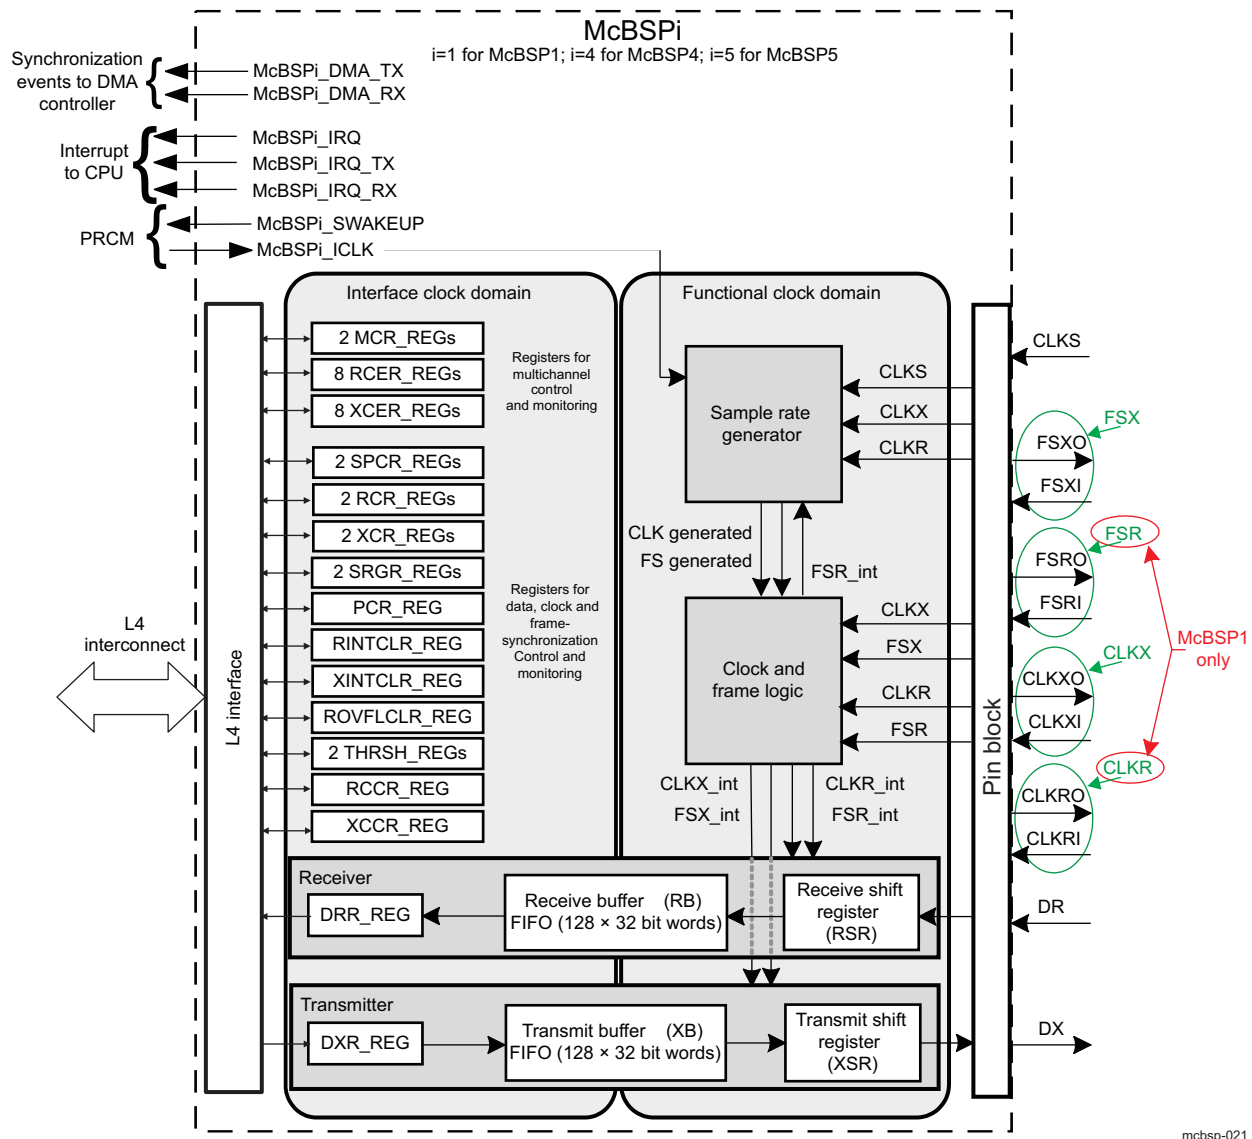 McBSPi
i=1 for McBSP1; i=4 for McBSP4; i=5 for McBSP5
Synchronization
events to DMA
controller
McBSPi_DMA_TX
McBSPi_DMA_RX
Interrupt
to CPU
McBSPi_IRQ
McBSPi_IRQ_TX
McBSPi_IRQ_RX
PRCM
McBSPi_SWAKEUP
McBSPi_ICLK
Interface clock domain
Functional clock domain
2 MCR_REGs
8 RCER_REGs
8 XCER_REGs
Registers for
multichannel
control
and monitoring
2 SPCR_REGs
2 RCR_REGs
2 XCR_REGs
2 SRGR_REGs
PCR_REG
RINTCLR_REG
XINTCLR_REG
ROVFLCLR_REG
2 THRSH_REGs
RCCR_REG
XCCR_REG
Registers for
data, clock and
frame-
synchronization
Control and
monitoring
L4
interconnect
L4 interface
Sample rate
generator
CLKS
CLKX
CLKR
CLK generated
FS generated
FSR_int
Clock and
frame logic
CLKX
FSX
CLKR
FSR
CLKX_int
FSX_int
CLKR_int
FSR_int
Pin block
CLKS
FSX
FSXO
FSXI
FSR
FSRO
FSRI
McBSP1
only
CLKX
CLKXO
CLKXI
CLKR
CLKRO
CLKRI
DR
DX
Receiver
DRR_REG
Receive buffer (RB)
FIFO (128 × 32 bit words)
Receive shift
register
(RSR)
Transmitter
DXR_REG
Transmit buffer (XB)
FIFO (128 × 32 bit words)
Transmit shift
register
(XSR)
mcbsp-021